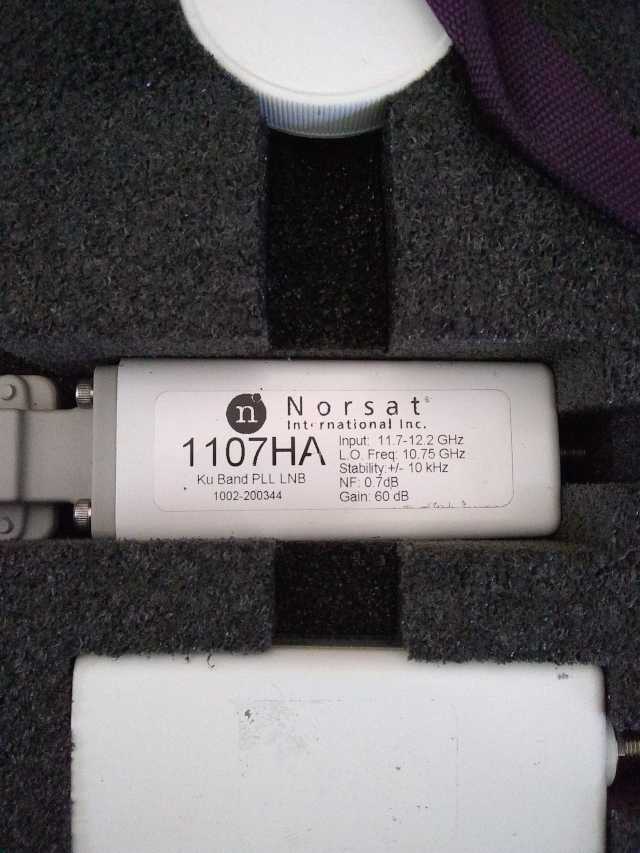 n
Norsat
International Inc.
1107HA
Ku Band PLL LNB
1002-200344
Input: 11.7-12.2 GHz
L.O. Freq: 10.75 GHz
Stability:+/- 10 kHz
NF: 0.7dB
Gain: 60 dB